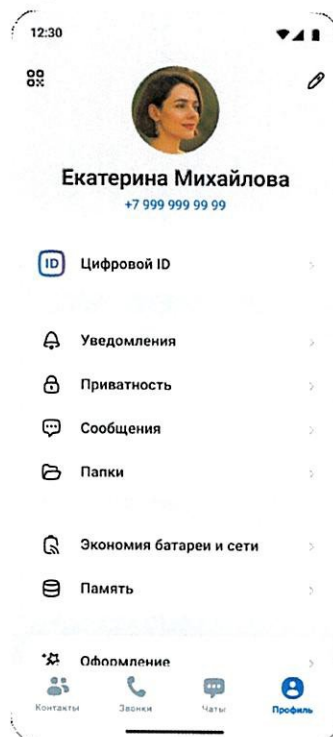 12:30
Екатерина Михайлова
+7 999 999 99 99
ID Цифровой ID
Уведомления
Приватность
Сообщения
Папки
Экономия батареи и сети
Память
Оформление
Контакты Звонки Чаты Профиль